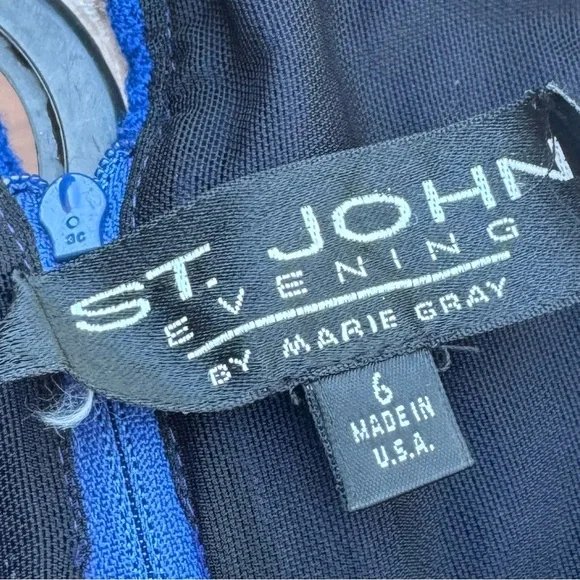 ST. JOHN
EVENING
BY MARIE GRAY
6
MADE IN
U.S.A.